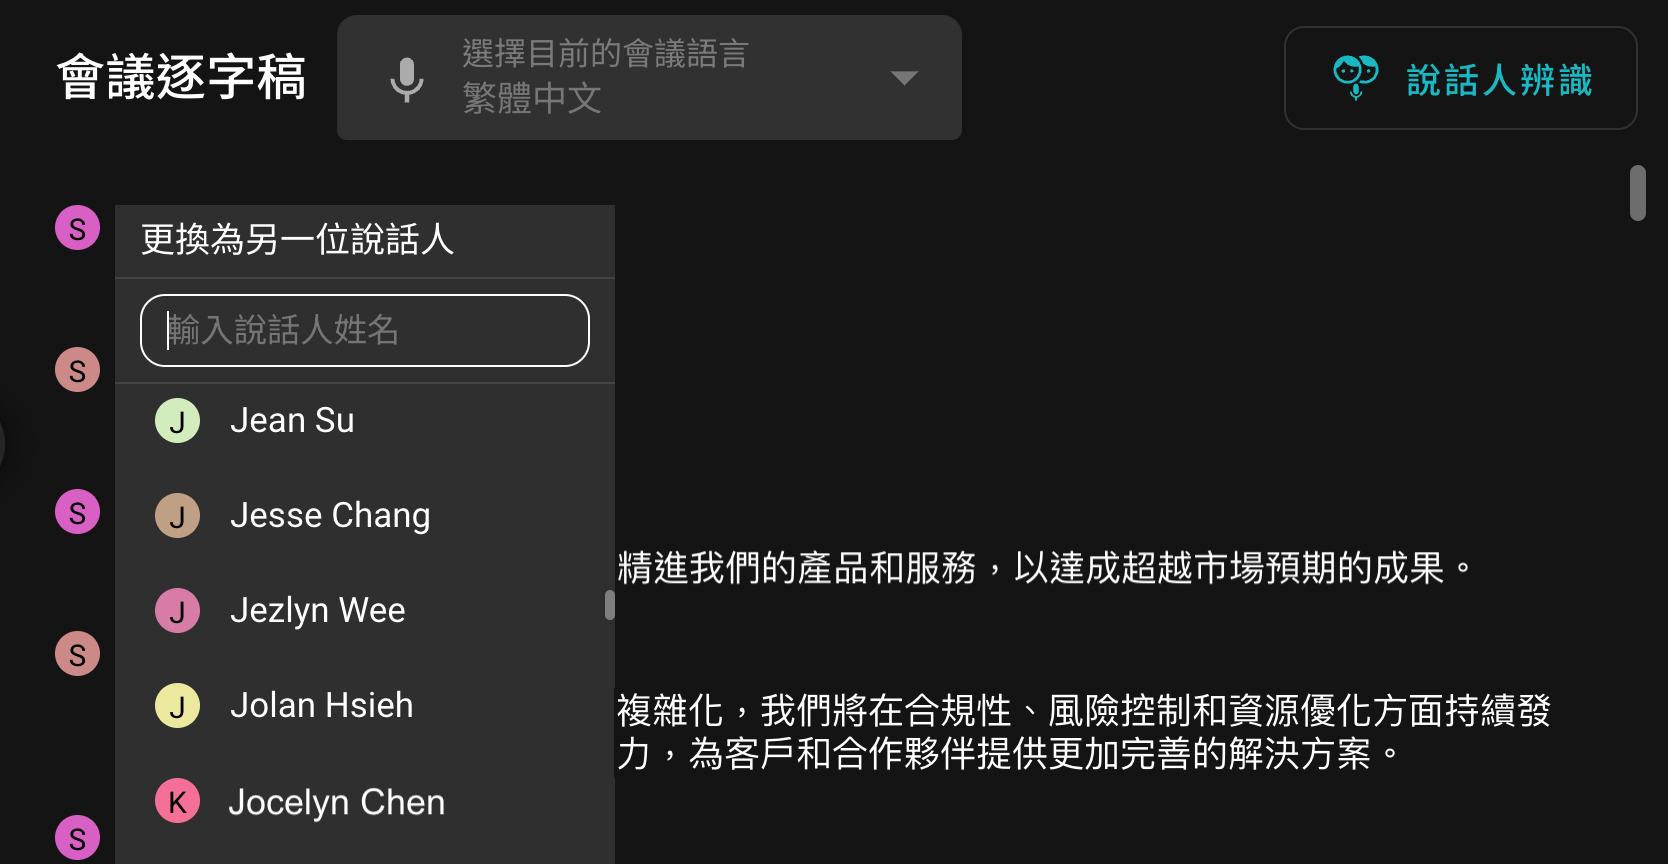 會議逐字稿
選擇目前的會議語言
繁體中文
說話人辨識
S
更換為另一位說話人
輸入說話人姓名
S
J Jean Su
J Jesse Chang
S
精進我們的產品和服務，以達成超越市場預期的成果。
J Jezlyn Wee
S
J Jolan Hsieh
複雜化，我們將在合規性、風險控制和資源優化方面持續發
力，為客戶和合作夥伴提供更加完善的解決方案。
K Jocelyn Chen
S